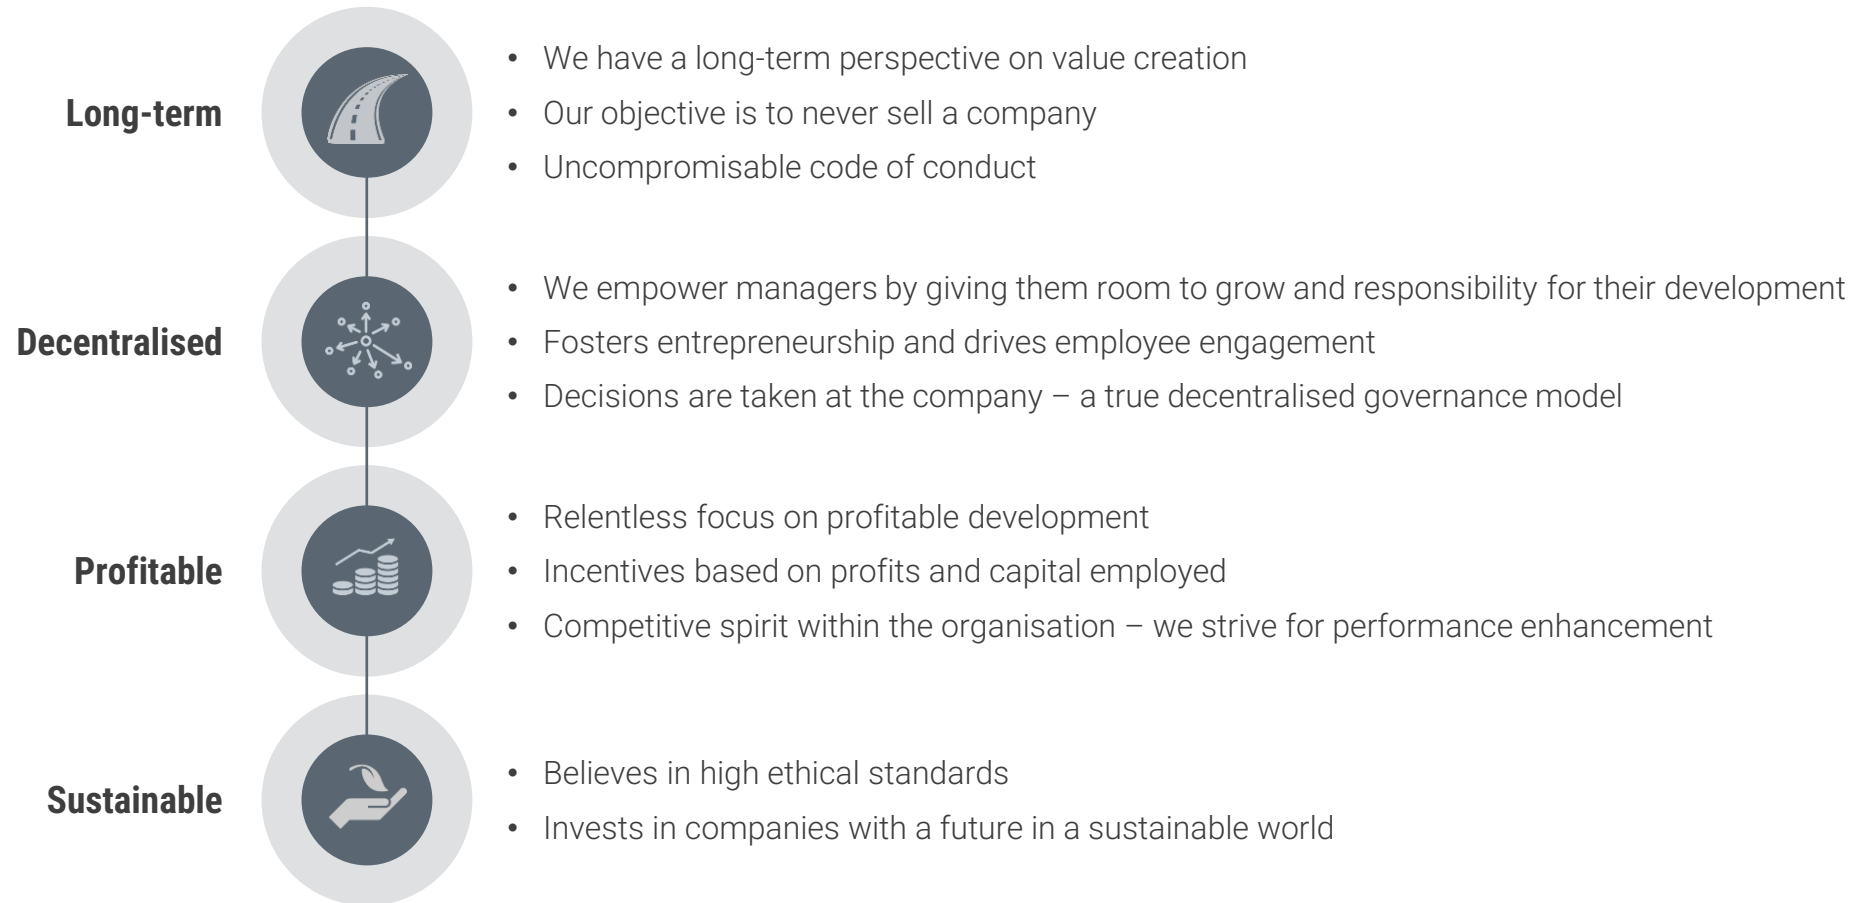 Long-term
• We have a long-term perspective on value creation
• Our objective is to never sell a company
• Uncompromisable code of conduct
Decentralised
• We empower managers by giving them room to grow and responsibility for their development
• Fosters entrepreneurship and drives employee engagement
• Decisions are taken at the company – a true decentralised governance model
Profitable
• Relentless focus on profitable development
• Incentives based on profits and capital employed
• Competitive spirit within the organisation – we strive for performance enhancement
Sustainable
• Believes in high ethical standards
• Invests in companies with a future in a sustainable world